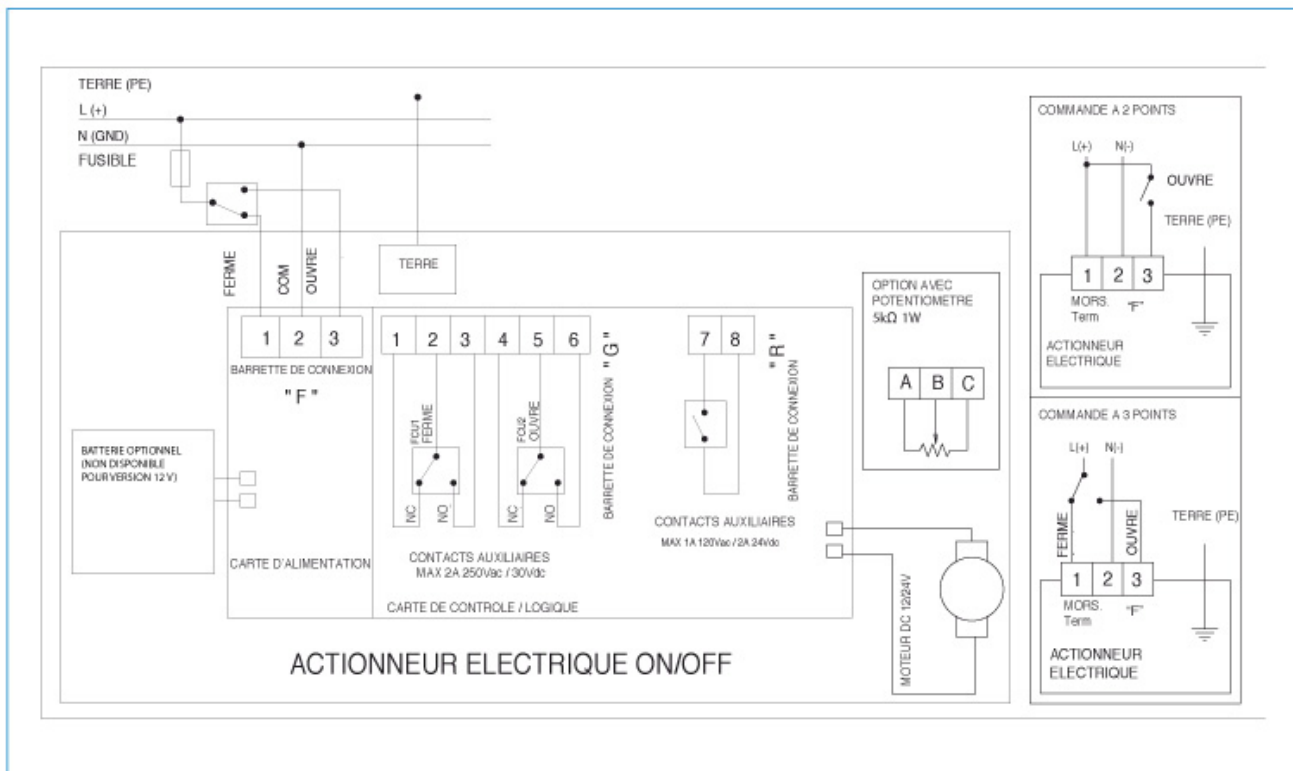 TERRE (PE)
L (+)
N (GND)
FUSIBLE
FERME
COM
OUVRE
TERRE
1 2 3
BARRETTE DE CONNEXION
"F"
BATTERIE OPTIONNEL
(NON DISPONIBLE
POUR VERSION 12 V)
CARTE D'ALIMENTATION
1 2 3 4 5 6
BARRETTE DE CONNEXION "G"
FCU1
FERME
NC
NO
FCU2
OUVRE
NC
NO
CONTACTS AUXILIAIRES
MAX 2A 250Vac / 30Vdc
CARTE DE CONTROLE / LOGIQUE
7 8
"R"
BARRETTE DE CONNEXION
CONTACTS AUXILIAIRES
MAX 1A 120Vac / 2A 24Vdc
OPTION AVEC
POTENTIOMETRE
5kΩ 1W
A B C
MOTEUR DC 12/24V
ACTIONNEUR ELECTRIQUE ON/OFF
COMMANDE A 2 POINTS
L(+) N(-)
OUVRE
TERRE (PE)
1 2 3
MORS. "F"
Term
ACTIONNEUR
ELECTRIQUE
COMMANDE A 3 POINTS
L(+) N(-)
FERME
OUVRE
TERRE (PE)
1 2 3
MORS. "F"
Term
ACTIONNEUR
ELECTRIQUE